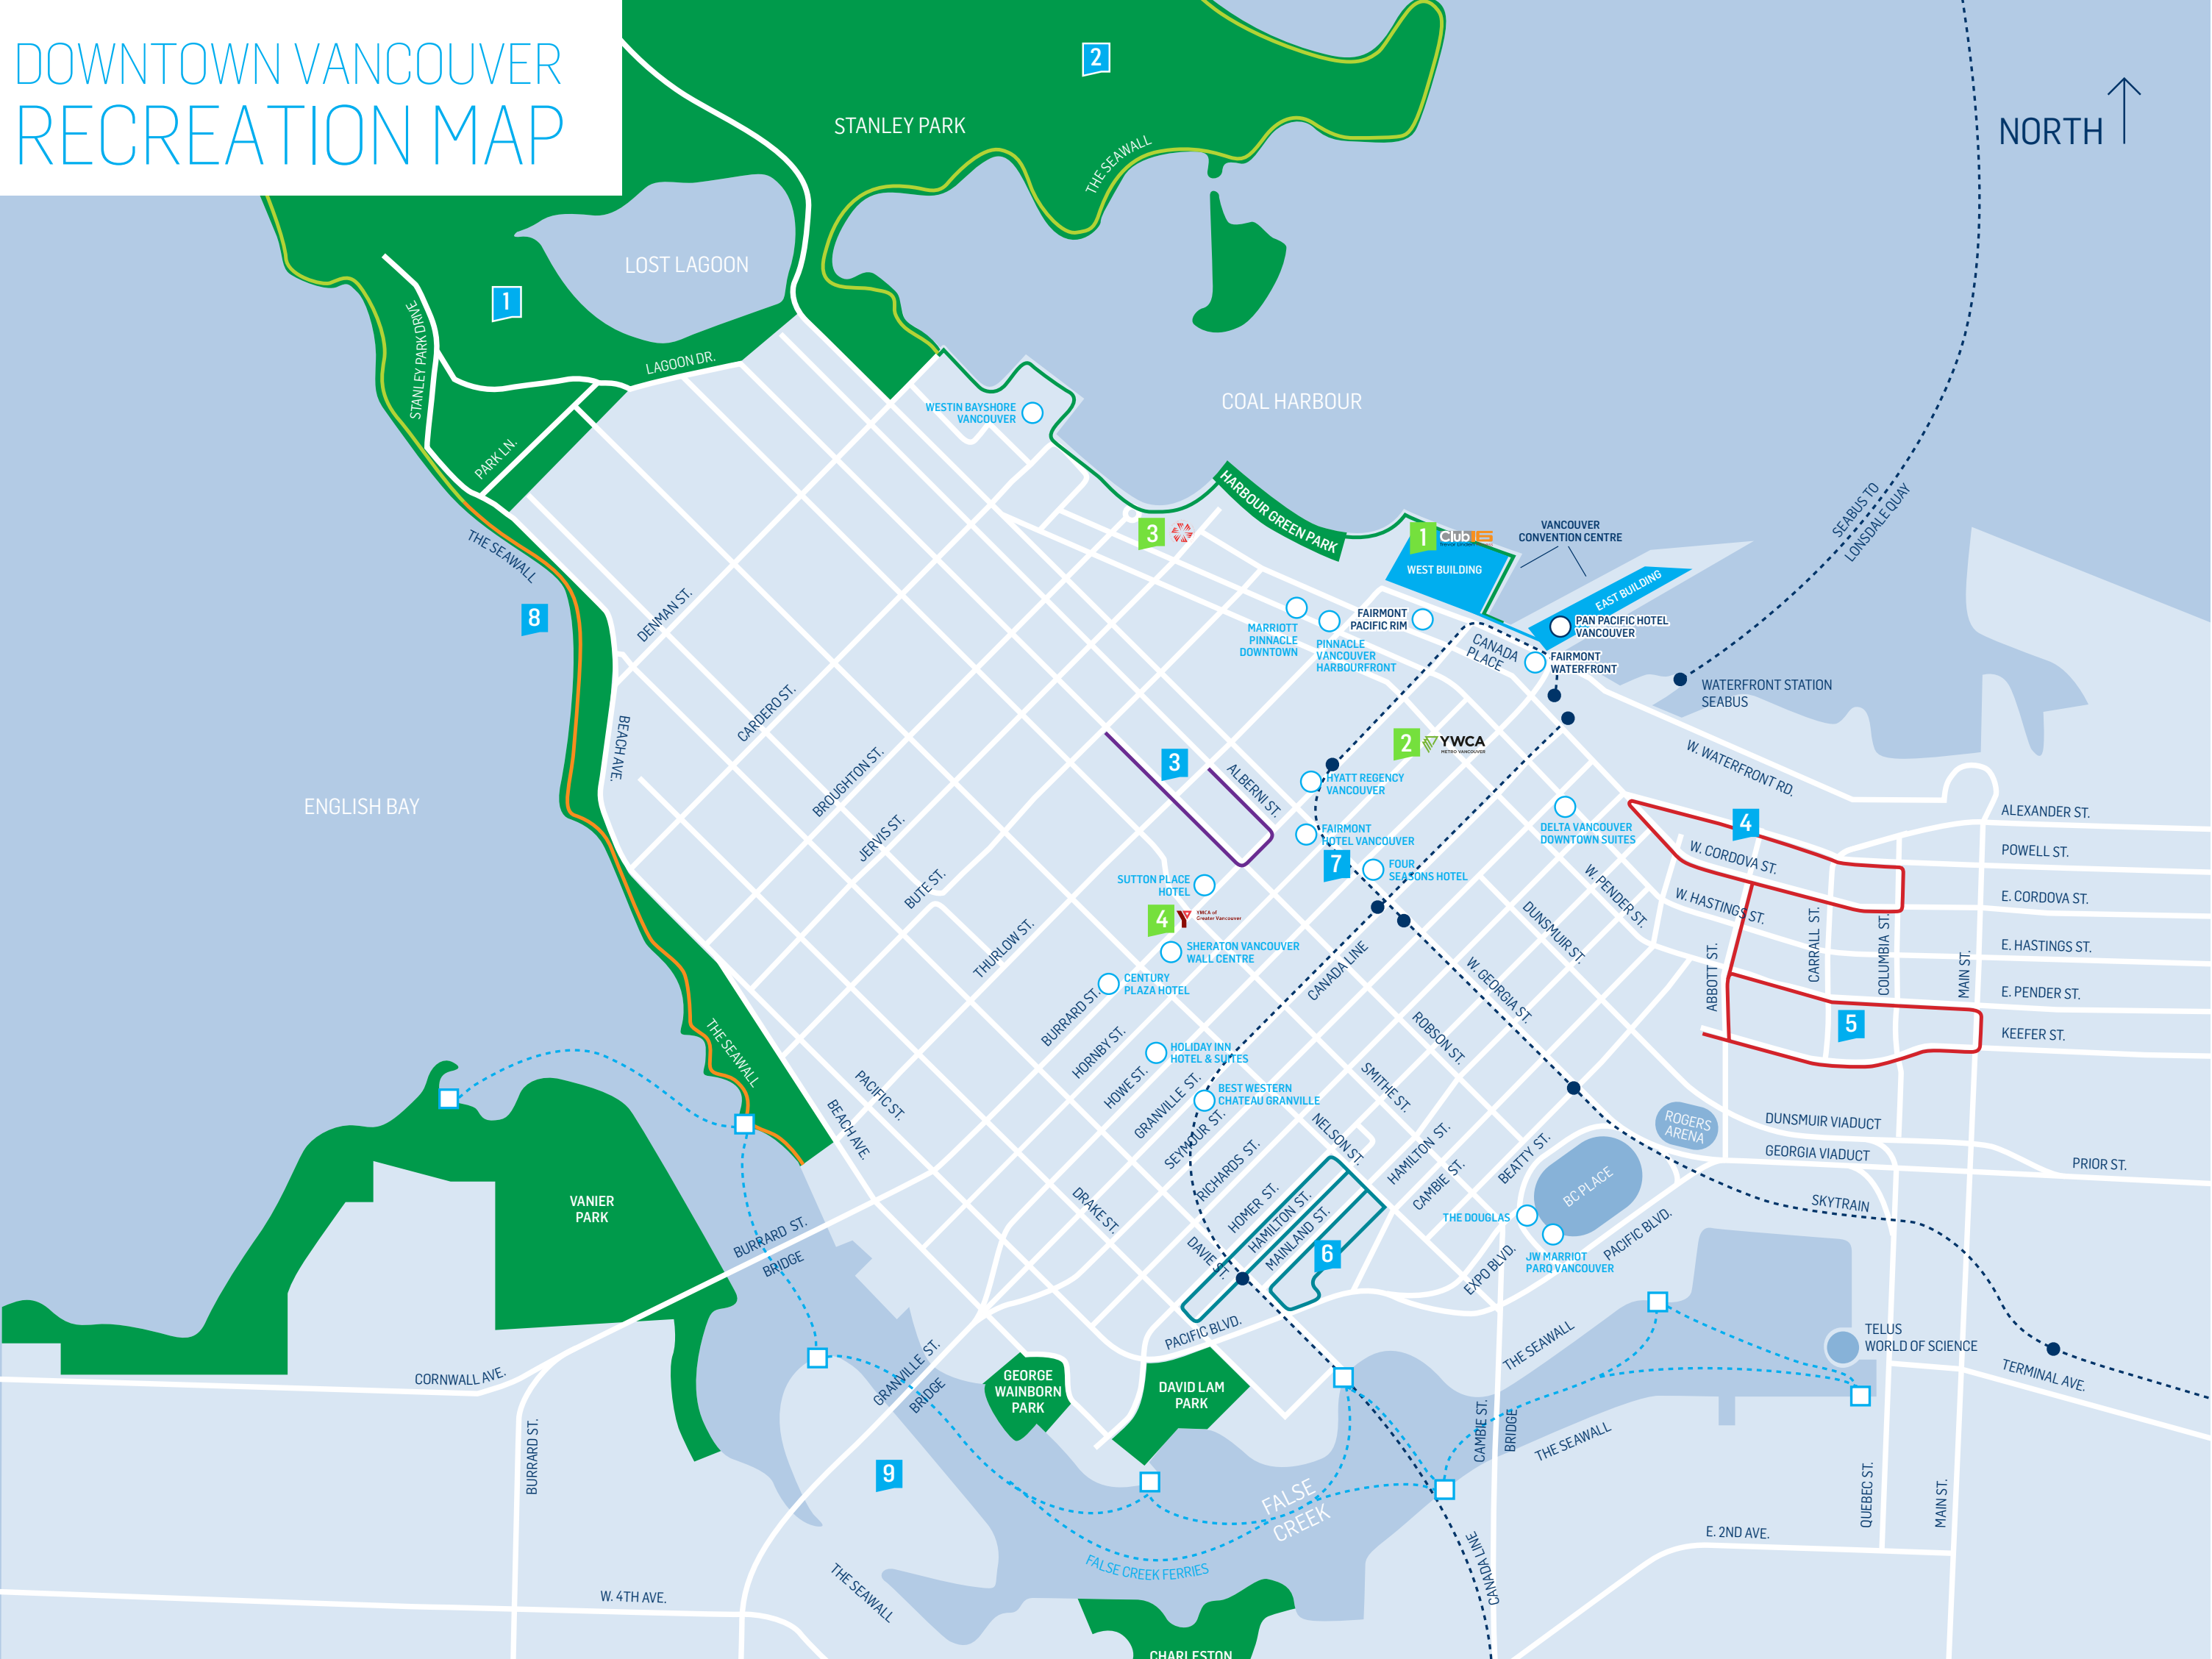 DOWNTOWN VANCOUVER
RECREATION MAP
NORTH
2
STANLEY PARK
THE SEAWALL
LOST LAGOON
1
STANLEY PARK DRIVE
LAGOON DR.
PARK LN.
WESTIN BAYSHORE
VANCOUVER
COAL HARBOUR
HARBOUR GREEN PARK
3
1
Club
WEST BUILDING
VANCOUVER
CONVENTION CENTRE
EAST BUILDING
SEABUS TO
LONSDALE QUAY
THE SEAWALL
8
DENMAN ST.
MARRIOTT
PINNACLE
DOWNTOWN
PINNACLE
VANCOUVER
HARBOURFRONT
FAIRMONT
PACIFIC RIM
CANADA
PLACE
PAN PACIFIC HOTEL
VANCOUVER
FAIRMONT
WATERFRONT
WATERFRONT STATION
SEABUS
BEACH AVE.
CARDERO ST.
ENGLISH BAY
BROUGHTON ST.
JERVIS ST.
BUTE ST.
THURLOW ST.
3
ALBERNI ST.
2
YWCA
METRO VANCOUVER
HYATT REGENCY
VANCOUVER
FAIRMONT
HOTEL VANCOUVER
7
FOUR
SEASONS HOTEL
DELTA VANCOUVER
DOWNTOWN SUITES
W. WATERFRONT RD.
4
W. CORDOVA ST.
W. HASTINGS ST.
W. PENDER ST.
DUNSMUIR ST.
W. GEORGIA ST.
ALEXANDER ST.
POWELL ST.
E. CORDOVA ST.
E. HASTINGS ST.
E. PENDER ST.
KEEFER ST.
ABBOTT ST.
CARRALL ST.
COLUMBIA ST.
MAIN ST.
5
SUTTON PLACE
HOTEL
4
YMCA of
Greater Vancouver
SHERATON VANCOUVER
WALL CENTRE
CENTURY
PLAZA HOTEL
CANADA LINE
BURRARD ST.
HORNBY ST.
HOWE ST.
HOLIDAY INN
HOTEL & SUITES
GRANVILLE ST.
BEST WESTERN
CHATEAU GRANVILLE
SEYMOUR ST.
RICHARDS ST.
ROBSON ST.
SMITHE ST.
NELSON ST.
HOMER ST.
HAMILTON ST.
MAINLAND ST.
HAMILTON ST.
CAMBIE ST.
BEATTY ST.
6
DAVIE ST.
DRAKE ST.
THE SEAWALL
PACIFIC ST.
BEACH AVE.
ROGERS
ARENA
BC PLACE
DUNSMUIR VIADUCT
GEORGIA VIADUCT
PRIOR ST.
SKYTRAIN
THE DOUGLAS
JW MARRIOT
PARQ VANCOUVER
EXPO BLVD.
PACIFIC BLVD.
VANIER
PARK
BURRARD ST.
BRIDGE
PACIFIC BLVD.
GEORGE
WAINBORN
PARK
DAVID LAM
PARK
GRANVILLE ST.
BRIDGE
CORNWALL AVE.
BURRARD ST.
9
THE SEAWALL
TELUS
WORLD OF SCIENCE
TERMINAL AVE.
CAMBIE ST.
BRIDGE
THE SEAWALL
FALSE
CREEK
FALSE CREEK FERRIES
CANADA LINE
QUEBEC ST.
MAIN ST.
E. 2ND AVE.
THE SEAWALL
W. 4TH AVE.
CHARLESTON